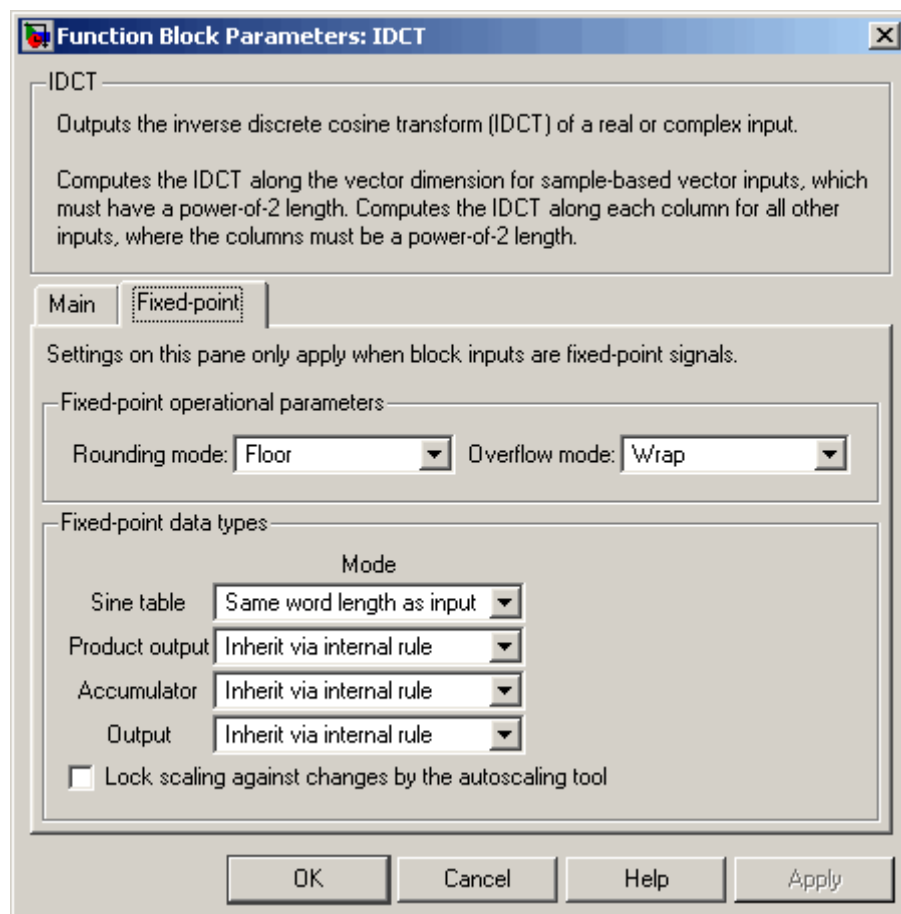 Function Block Parameters: IDCT
IDCT
Outputs the inverse discrete cosine transform (IDCT) of a real or complex input.
Computes the IDCT along the vector dimension for sample-based vector inputs, which
must have a power-of-2 length. Computes the IDCT along each column for all other
inputs, where the columns must be a power-of-2 length.
Main Fixed-point
Settings on this pane only apply when block inputs are fixed-point signals.
Fixed-point operational parameters
Rounding mode: Floor Overflow mode: Wrap
Fixed-point data types
Mode
Sine table Same word length as input
Product output Inherit via internal rule
Accumulator Inherit via internal rule
Output Inherit via internal rule
Lock scaling against changes by the autoscaling tool
OK Cancel Help Apply